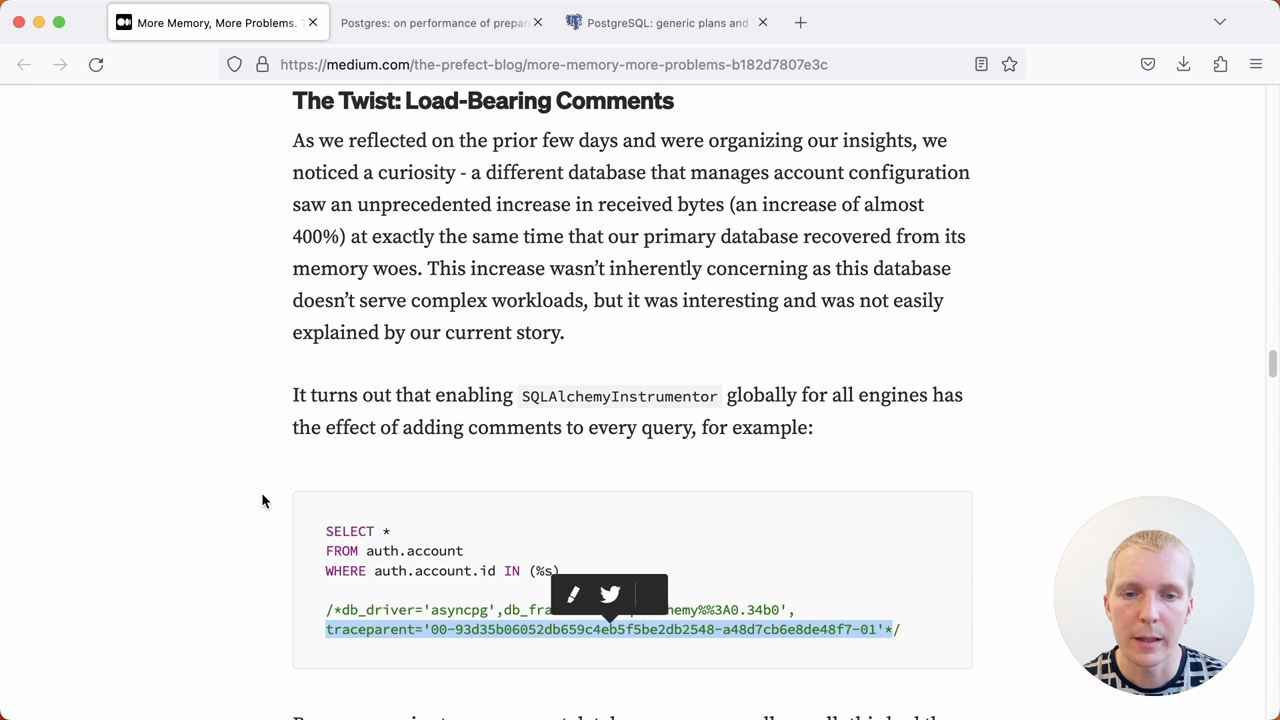 More Memory, More Problems. T
Postgres: on performance of prepar
PostgreSQL: generic plans and
https://medium.com/the-prefect-blog/more-memory-more-problems-b182d7807e3c
The Twist: Load-Bearing Comments
As we reflected on the prior few days and were organizing our insights, we
noticed a curiosity - a different database that manages account configuration
saw an unprecedented increase in received bytes (an increase of almost
400%) at exactly the same time that our primary database recovered from its
memory woes. This increase wasn’t inherently concerning as this database
doesn’t serve complex workloads, but it was interesting and was not easily
explained by our current story.
It turns out that enabling SQLAlchemyInstrumentor globally for all engines has
the effect of adding comments to every query, for example:
SELECT *
FROM auth.account
WHERE auth.account.id IN (%s)
/*db_driver='asyncpg',db_fra hemy%%3A0.34b0',
traceparent='00-93d35b06052db659c4eb5f5be2db2548-a48d7cb6e8de48f7-01'*/